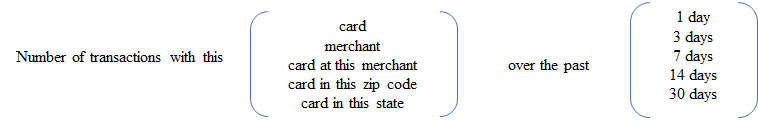 Number of transactions with this
card
merchant
card at this merchant
card in this zip code
card in this state
over the past
1 day
3 days
7 days
14 days
30 days